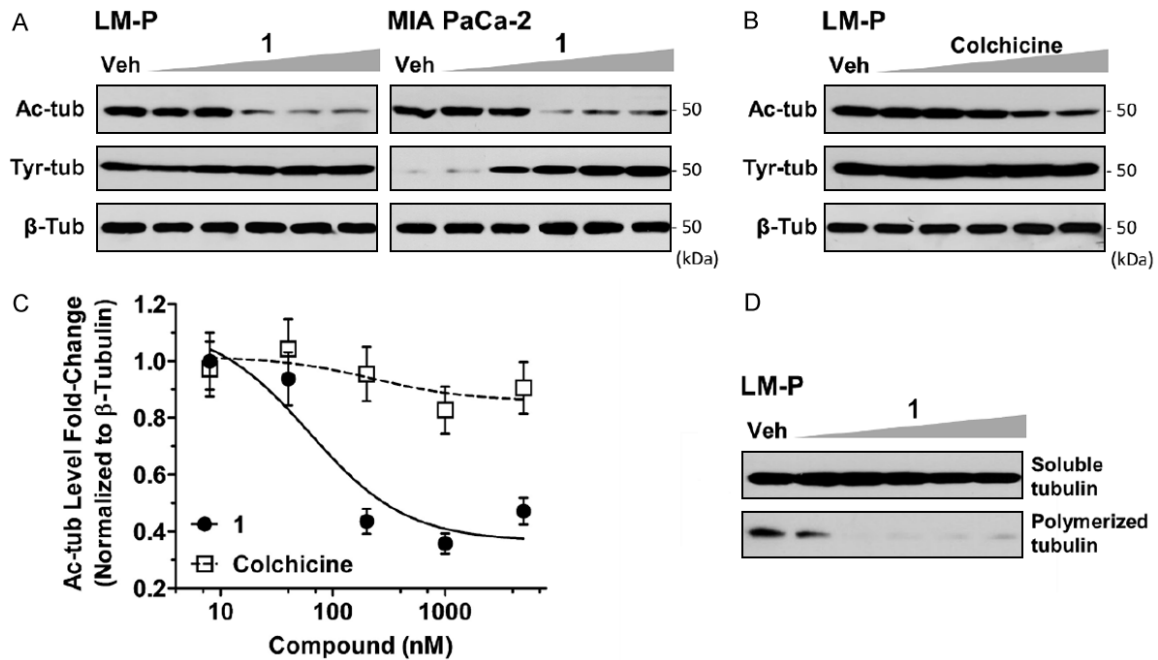 A
LM-P
MIA PaCa-2
Veh
1
1
Veh
Ac-tub
- 50
Tyr-tub
- 50
β-Tub
- 50
(kDa)
B
LM-P
Veh
Colchicine
Ac-tub
- 50
Tyr-tub
- 50
β-Tub
- 50
(kDa)
C
Ac-tub Level Fold-Change
(Normalized to β-Tubulin)
1.2
1.0
0.8
0.6
0.4
0.2
1
Colchicine
10
100
1000
Compound (nM)
D
LM-P
Veh
1
Soluble
tubulin
Polymerized
tubulin